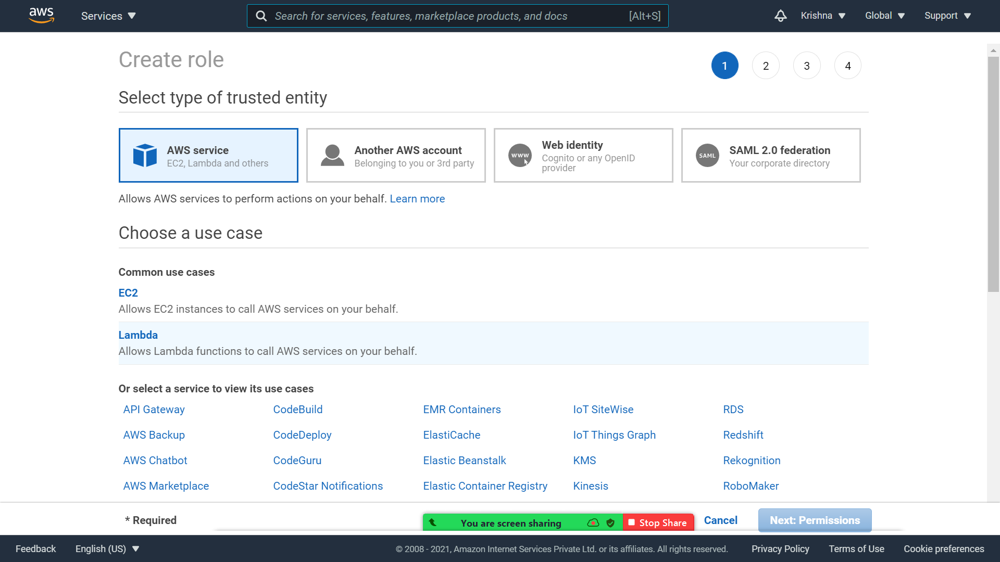 aws Services Search for services, features, marketplace products, and docs [Alt+S] Krishna Global Support
Create role 1 2 3 4
Select type of trusted entity
AWS service
EC2, Lambda and others
Another AWS account
Belonging to you or 3rd party
www
Web identity
Cognito or any OpenID
provider
SAML
SAML 2.0 federation
Your corporate directory
Allows AWS services to perform actions on your behalf. Learn more
Choose a use case
Common use cases
EC2
Allows EC2 instances to call AWS services on your behalf.
Lambda
Allows Lambda functions to call AWS services on your behalf.
Or select a service to view its use cases
API Gateway CodeBuild EMR Containers IoT SiteWise RDS
AWS Backup CodeDeploy ElastiCache IoT Things Graph Redshift
AWS Chatbot CodeGuru Elastic Beanstalk KMS Rekognition
AWS Marketplace CodeStar Notifications Elastic Container Registry Kinesis RoboMaker
* Required You are screen sharing Stop Share Cancel Next: Permissions
Feedback English (US) © 2008 - 2021, Amazon Internet Services Private Ltd. or its affiliates. All rights reserved. Privacy Policy Terms of Use Cookie preferences